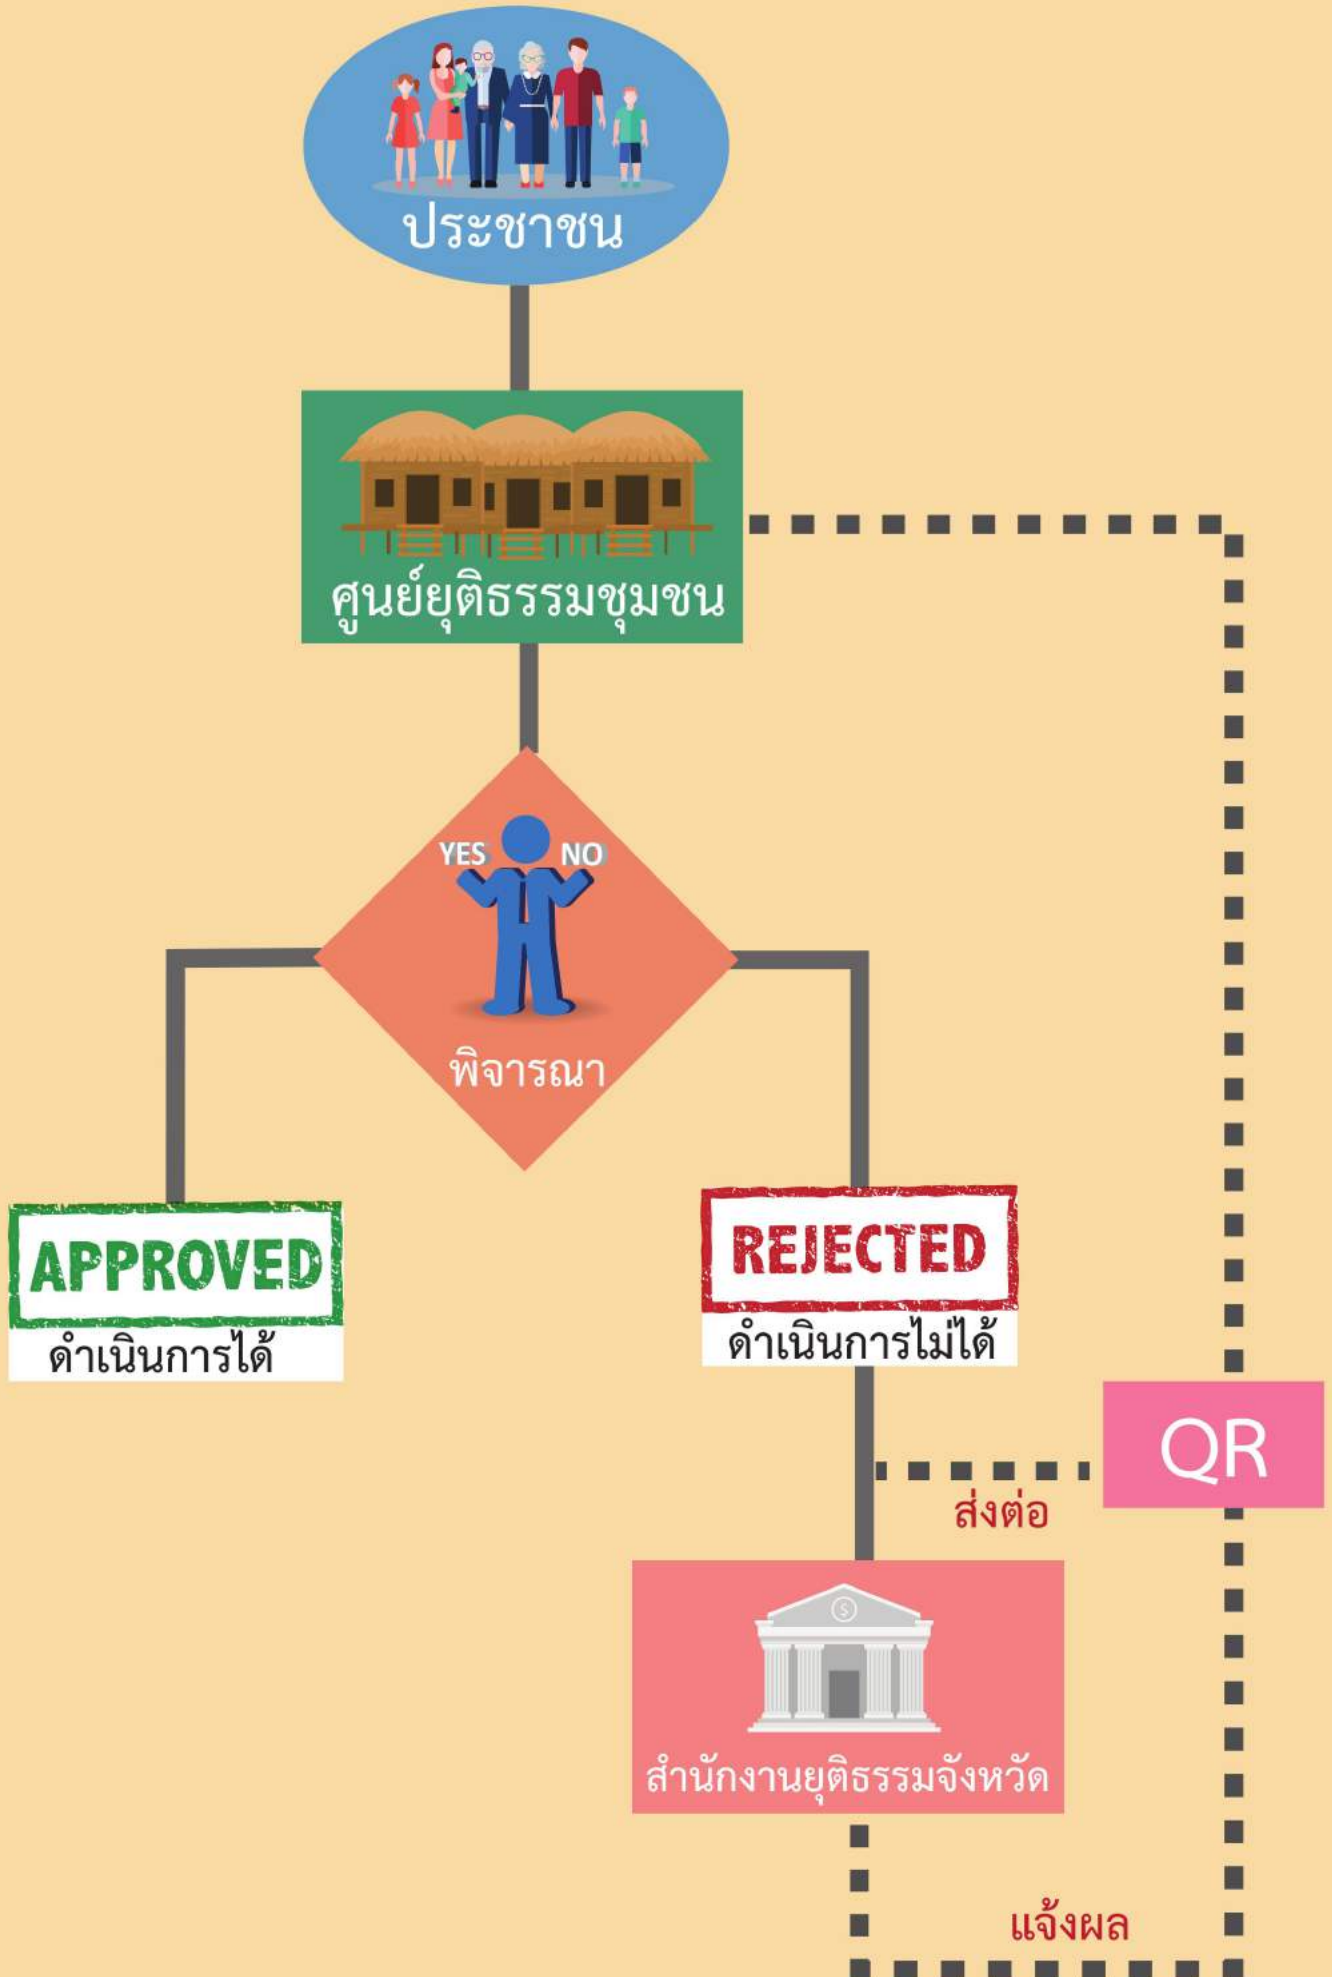 ประชาชน
ศูนย์ยุติธรรมชุมชน
YES NO
พิจารณา
APPROVED
ดำเนินการได้
REJECTED
ดำเนินการไม่ได้
QR
ส่งต่อ
สำนักงานยุติธรรมจังหวัด
แจ้งผล